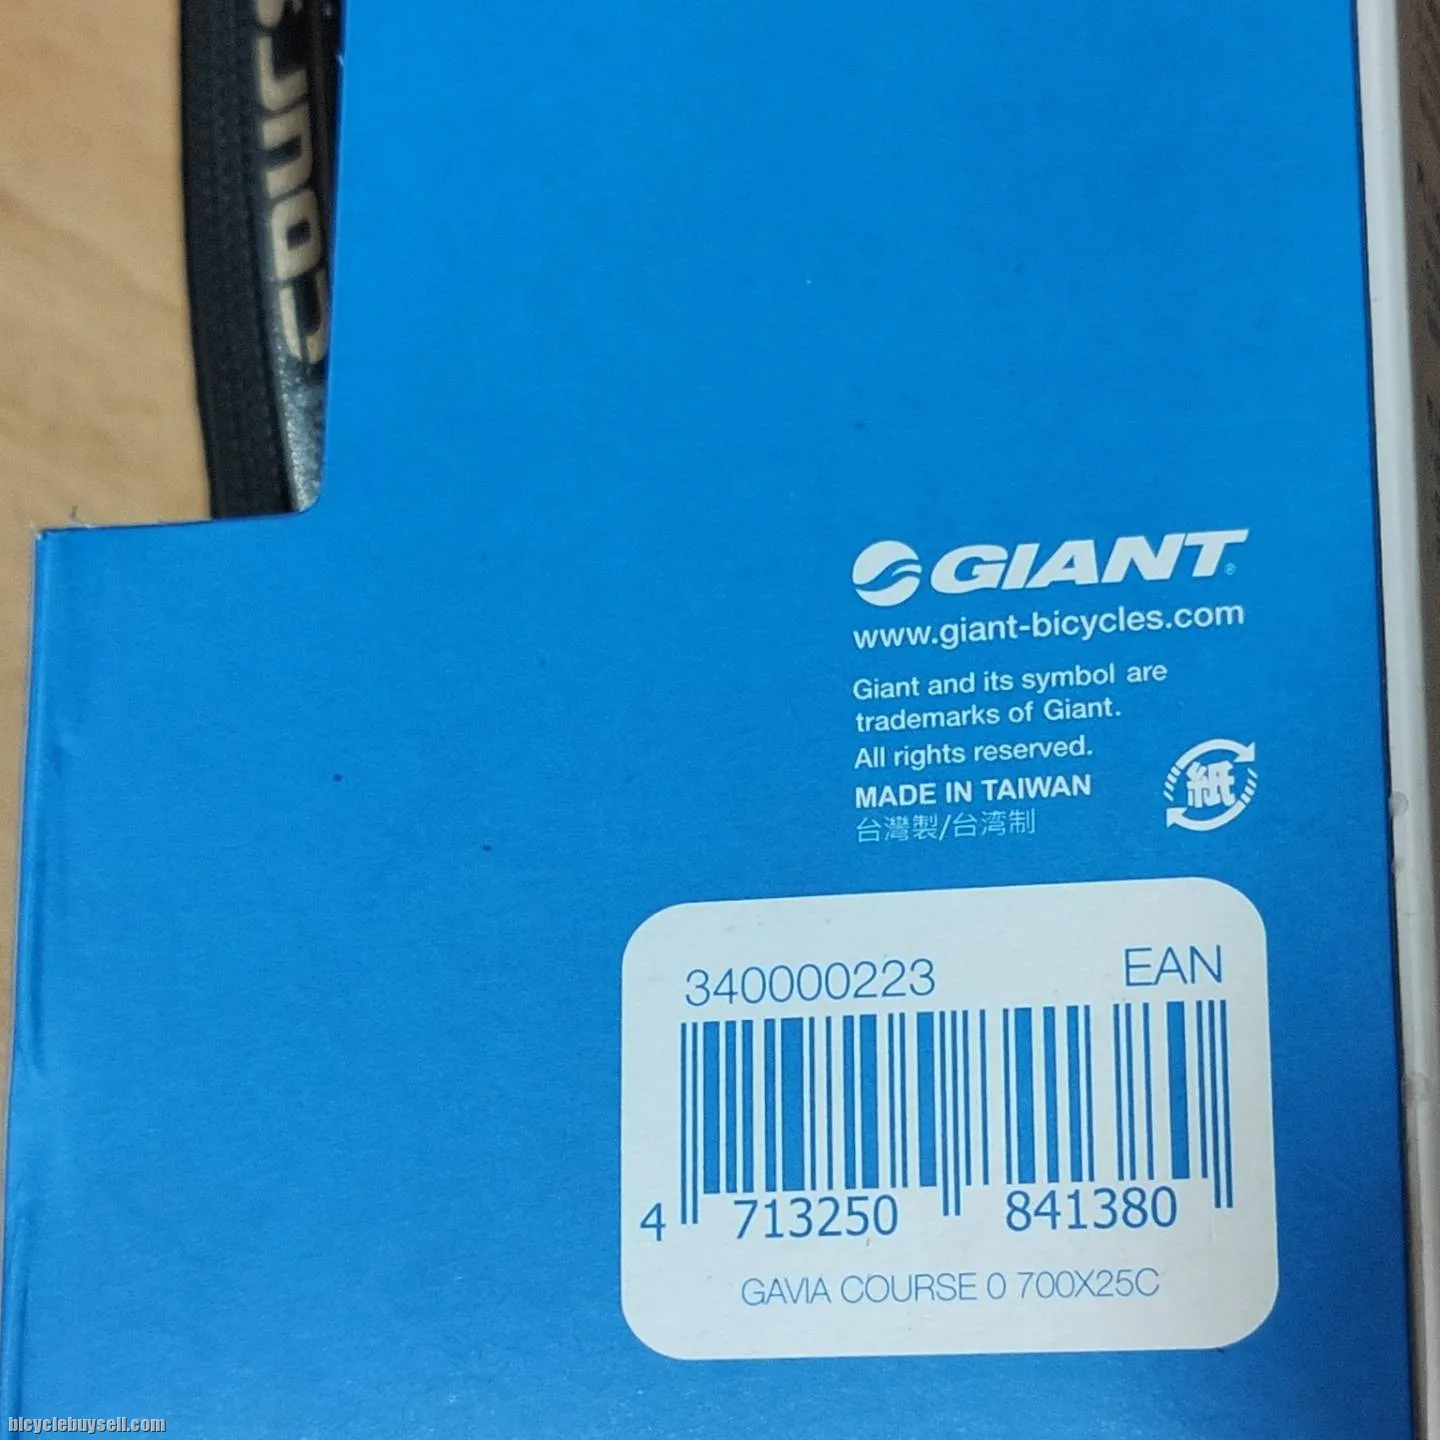 COURS
GIANT®
www.giant-bicycles.com
Giant and its symbol are
trademarks of Giant.
All rights reserved.
MADE IN TAIWAN
台灣製/台湾制
紙
340000223 EAN
4 713250 841380
GAVIA COURSE 0 700X25C
bicyclebuysell.com